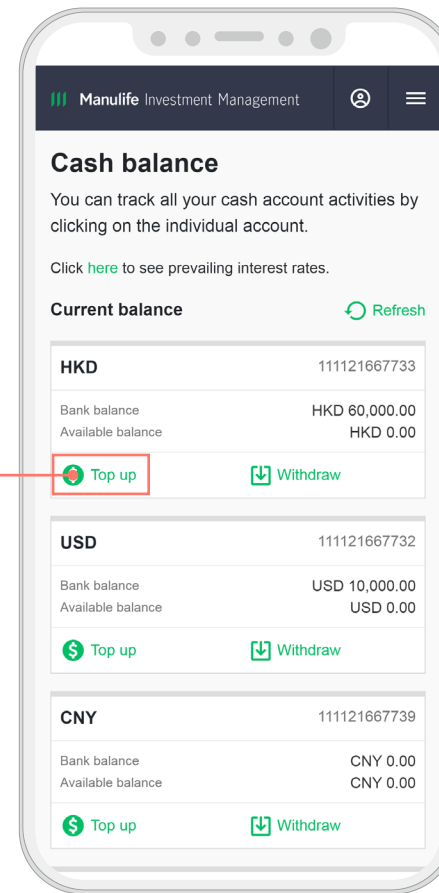 Manulife Investment Management
Cash balance
You can track all your cash account activities by
clicking on the individual account.
Click here to see prevailing interest rates.
Current balance Refresh
HKD 111121667733
Bank balance HKD 60,000.00
Available balance HKD 0.00
Top up Withdraw
USD 111121667732
Bank balance USD 10,000.00
Available balance USD 0.00
Top up Withdraw
CNY 111121667739
Bank balance CNY 0.00
Available balance CNY 0.00
Top up Withdraw